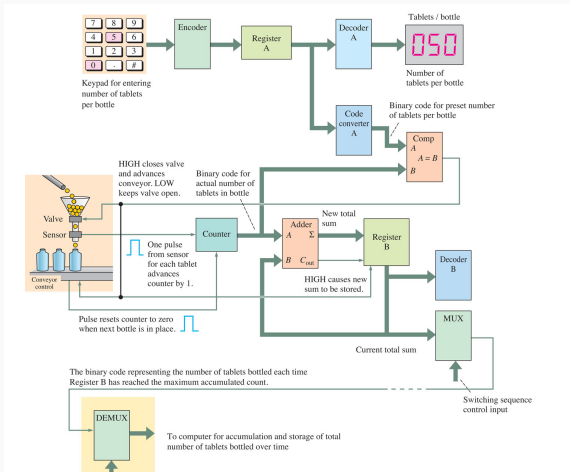 Tablets / bottle
7 8 9
4 5 6
1 2 3
0 . #
Encoder
Register
A
Decoder
A
050
Keypad for entering
number of tablets
per bottle
Number of
tablets per bottle
Code
converter
A
Binary code for preset number
of tablets per bottle
Comp
A
A = B
B
HIGH closes valve
and advances
conveyor. LOW
keeps valve open.
Binary code for
actual number of
tablets in bottle
Valve
Sensor
Conveyor
control
One pulse
from sensor
for each tablet
advances
counter by 1.
Counter
Adder
A Σ
B Cout
New total
sum
Register
B
HIGH causes new
sum to be stored.
Decoder
B
Pulse resets counter to zero
when next bottle is in place.
MUX
Current total sum
The binary code representing the number of tablets bottled each time
Register B has reached the maximum accumulated count.
Switching sequence
control input
DEMUX
To computer for accumulation and storage of total
number of tablets bottled over time